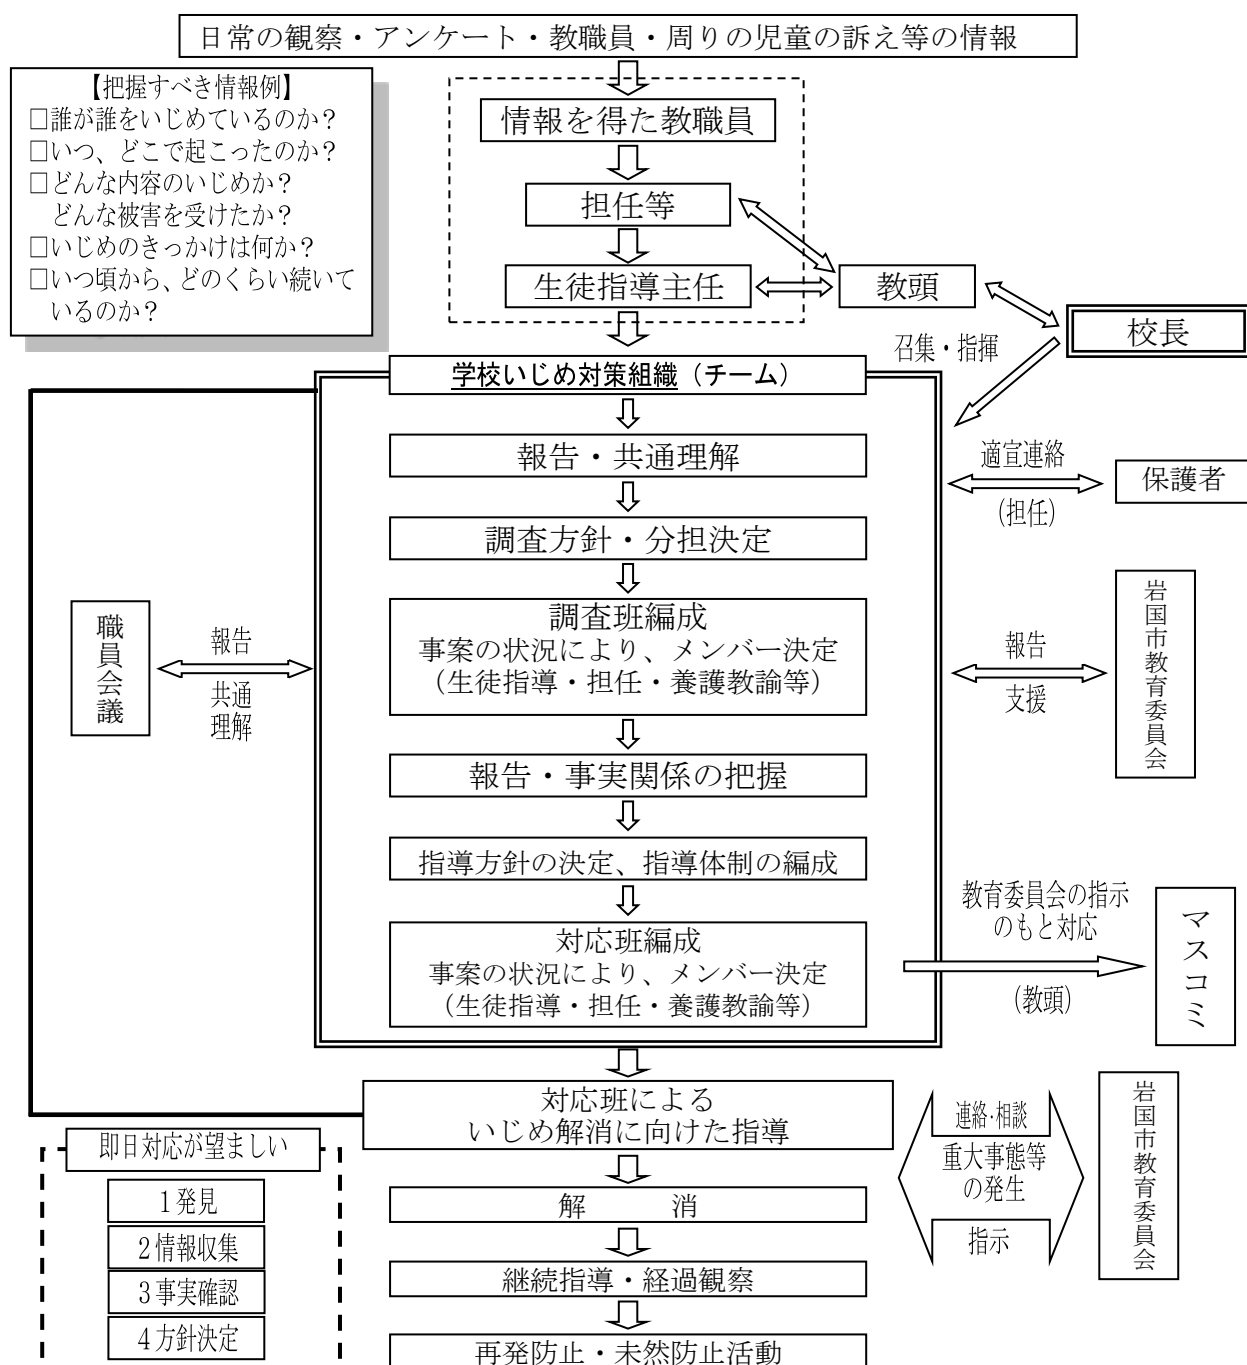 日常の観察・アンケート・教職員・周りの児童の訴え等の情報
【把握すべき情報例】
□誰が誰をいじめているのか？
□いつ、どこで起こったのか？
□どんな内容のいじめか？
どんな被害を受けたか？
□いじめのきっかけは何か？
□いつ頃から、どのくらい続いて
いるのか？
情報を得た教職員
担任等
生徒指導主任
教頭
校長
召集・指揮
学校いじめ対策組織（チーム）
報告・共通理解
調査方針・分担決定
調査班編成
事案の状況により、メンバー決定
（生徒指導・担任・養護教諭等）
報告・事実関係の把握
指導方針の決定、指導体制の編成
対応班編成
事案の状況により、メンバー決定
（生徒指導・担任・養護教諭等）
職員会議
報告
共通
理解
適宜連絡
(担任)
保護者
報告
支援
岩国市教育委員会
教育委員会の指示
のもと対応
(教頭)
マスコミ
対応班による
いじめ解消に向けた指導
解　消
継続指導・経過観察
再発防止・未然防止活動
連絡・相談
重大事態等
の発生
指示
岩国市教育委員会
即日対応が望ましい
1発見
2情報収集
3事実確認
4方針決定